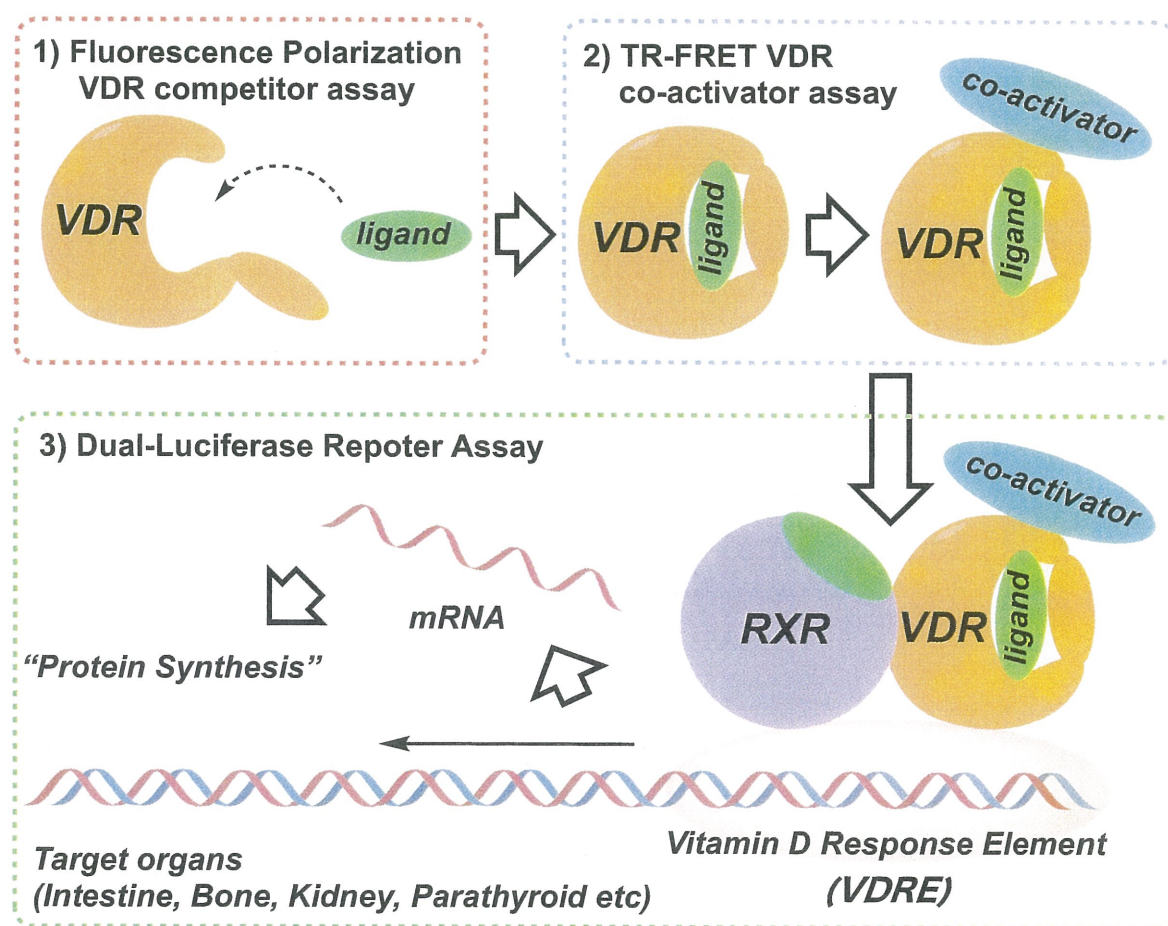 1) Fluorescence Polarization
VDR competitor assay
VDR
ligand
2) TR-FRET VDR
co-activator assay
VDR
ligand
co-activator
VDR
ligand
3) Dual-Luciferase Repoter Assay
co-activator
mRNA
RXR
VDR
ligand
“Protein Synthesis”
Vitamin D Response Element
(VDRE)
Target organs
(Intestine, Bone, Kidney, Parathyroid etc)